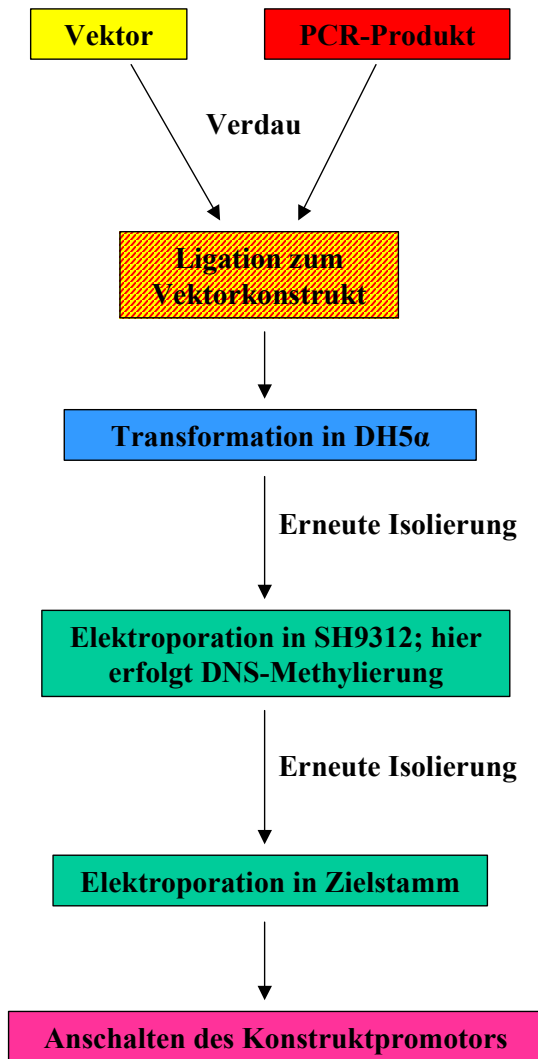 Vektor
PCR-Produkt
Verdau
Ligation zum
Vektorkonstrukt
Transformation in DH5α
Erneute Isolierung
Elektroporation in SH9312; hier
erfolgt DNS-Methylierung
Erneute Isolierung
Elektroporation in Zielstamm
Anschalten des Konstruktpromotors